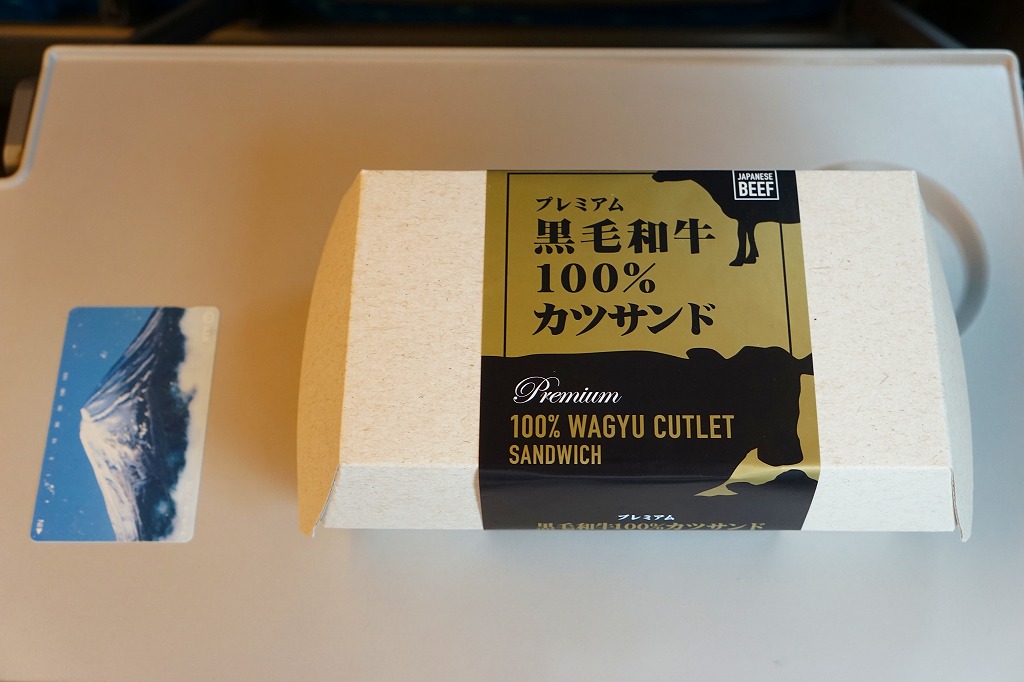 JAPANESE
BEEF
プレミアム
黒毛和牛
100%
カツサンド
Premium
100% WAGYU CUTLET
SANDWICH
プレミアム
黒毛和牛100%カツサンド